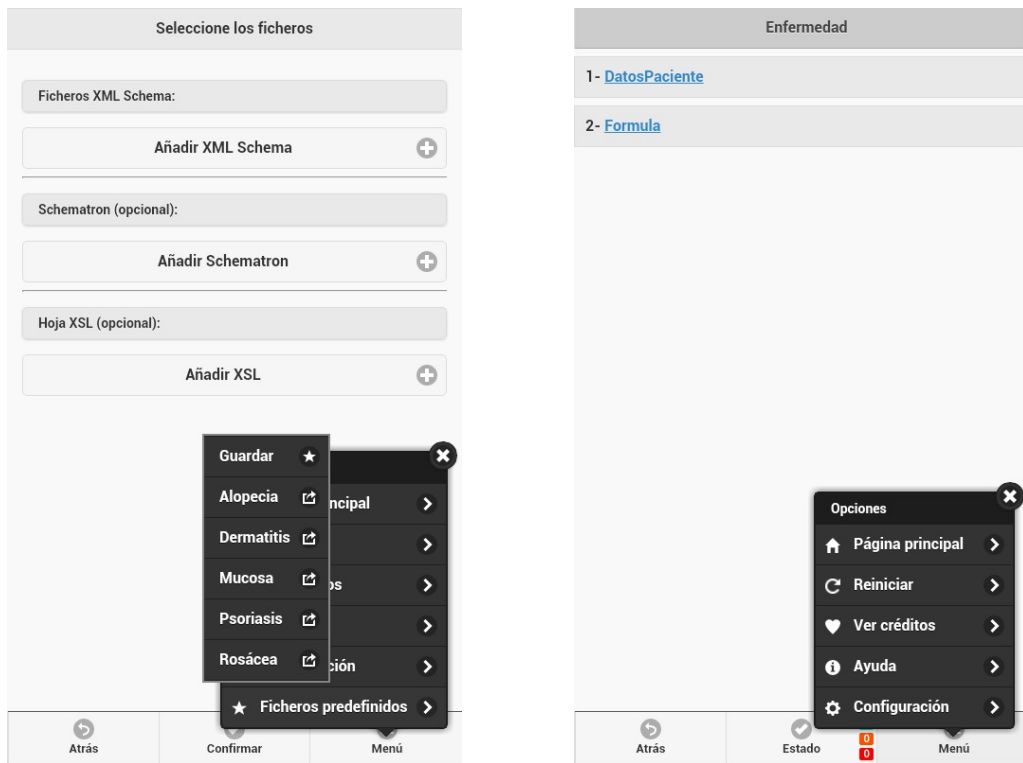 Seleccione los ficheros
Ficheros XML Schema:
Añadir XML Schema
Schematron (opcional):
Añadir Schematron
Hoja XSL (opcional):
Añadir XSL
Guardar
Alopecia
Dermatitis
Mucosa
Psoriasis
Rosácea
ncipal
os
ción
Ficheros predefinidos
Atrás
Confirmar
Menú
Enfermedad
1- DatosPaciente
2- Formula
Opciones
Página principal
Reiniciar
Ver créditos
Ayuda
Configuración
Atrás
Estado
0
0
Menú